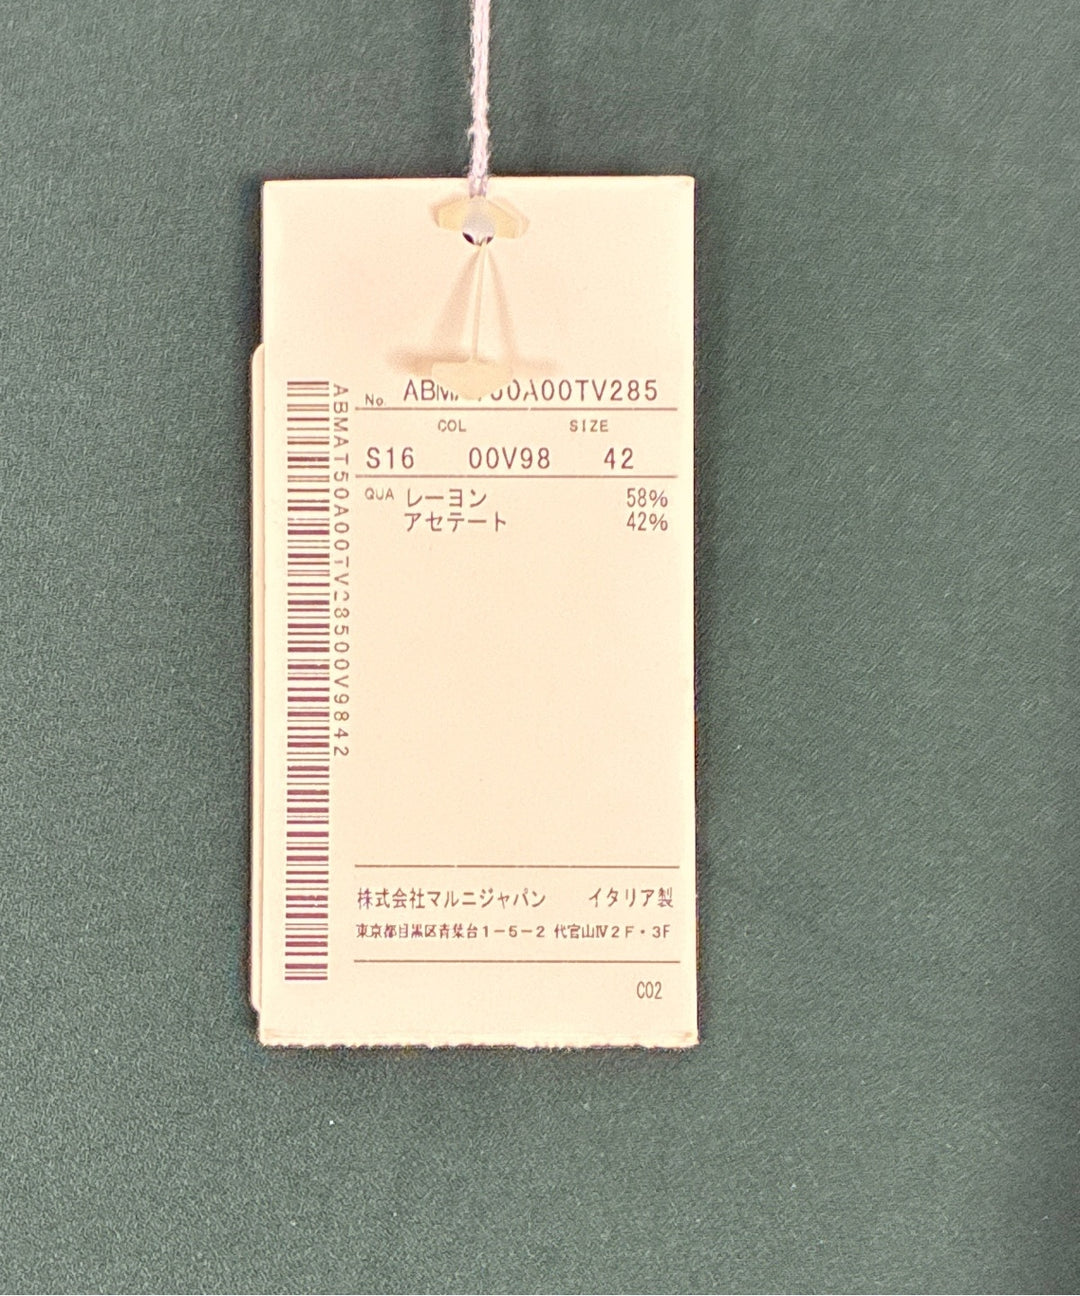 No. ABMAT50A00TV285
COL SIZE
S16 00V98 42
QUA レーヨン 58%
アセテート 42%
ABMAT50A00TV28500V9842
株式会社マルニジャパン イタリア製
東京都目黒区青葉台1-5-2 代官山Ⅳ2F・3F
C02